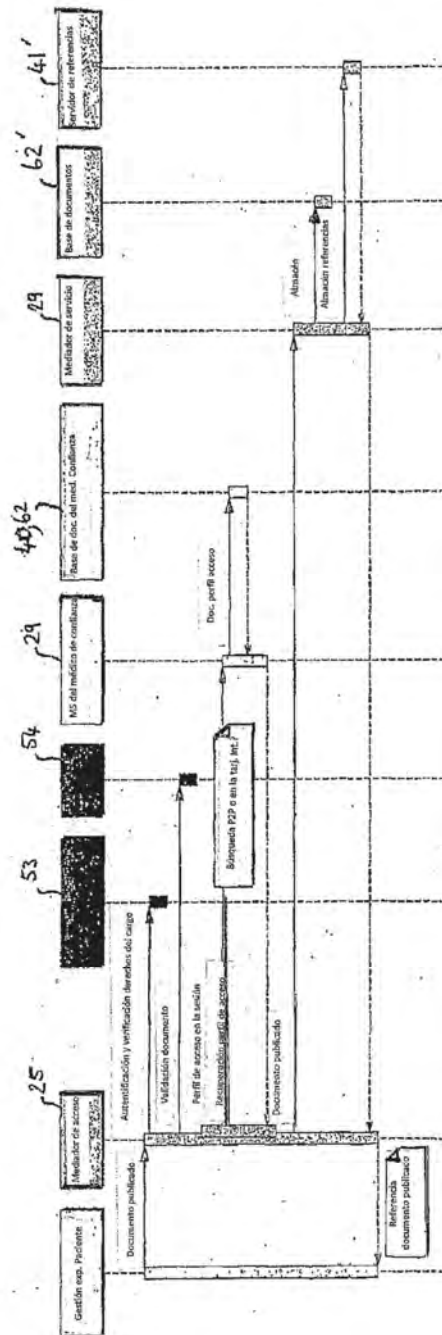 Gestión exp. Paciente
25
Mediador de acceso
53
54
29
MS del médico de confianza
40,62
Base de doc. del med. Confianza
29
Mediador de servicio
62'
Base de documentos
41'
Servidor de referencias
Documento publicado
Autentificación y verificación derechos del cargo
Validación documento
Perfil de acceso en la sesión
Recuperación perfil de acceso
Búsqueda P2P o en la tarj. Int.?
Doc. perfil acceso
Documento publicado
Almacén
Almacén referencias
Referencia
documento publicaco